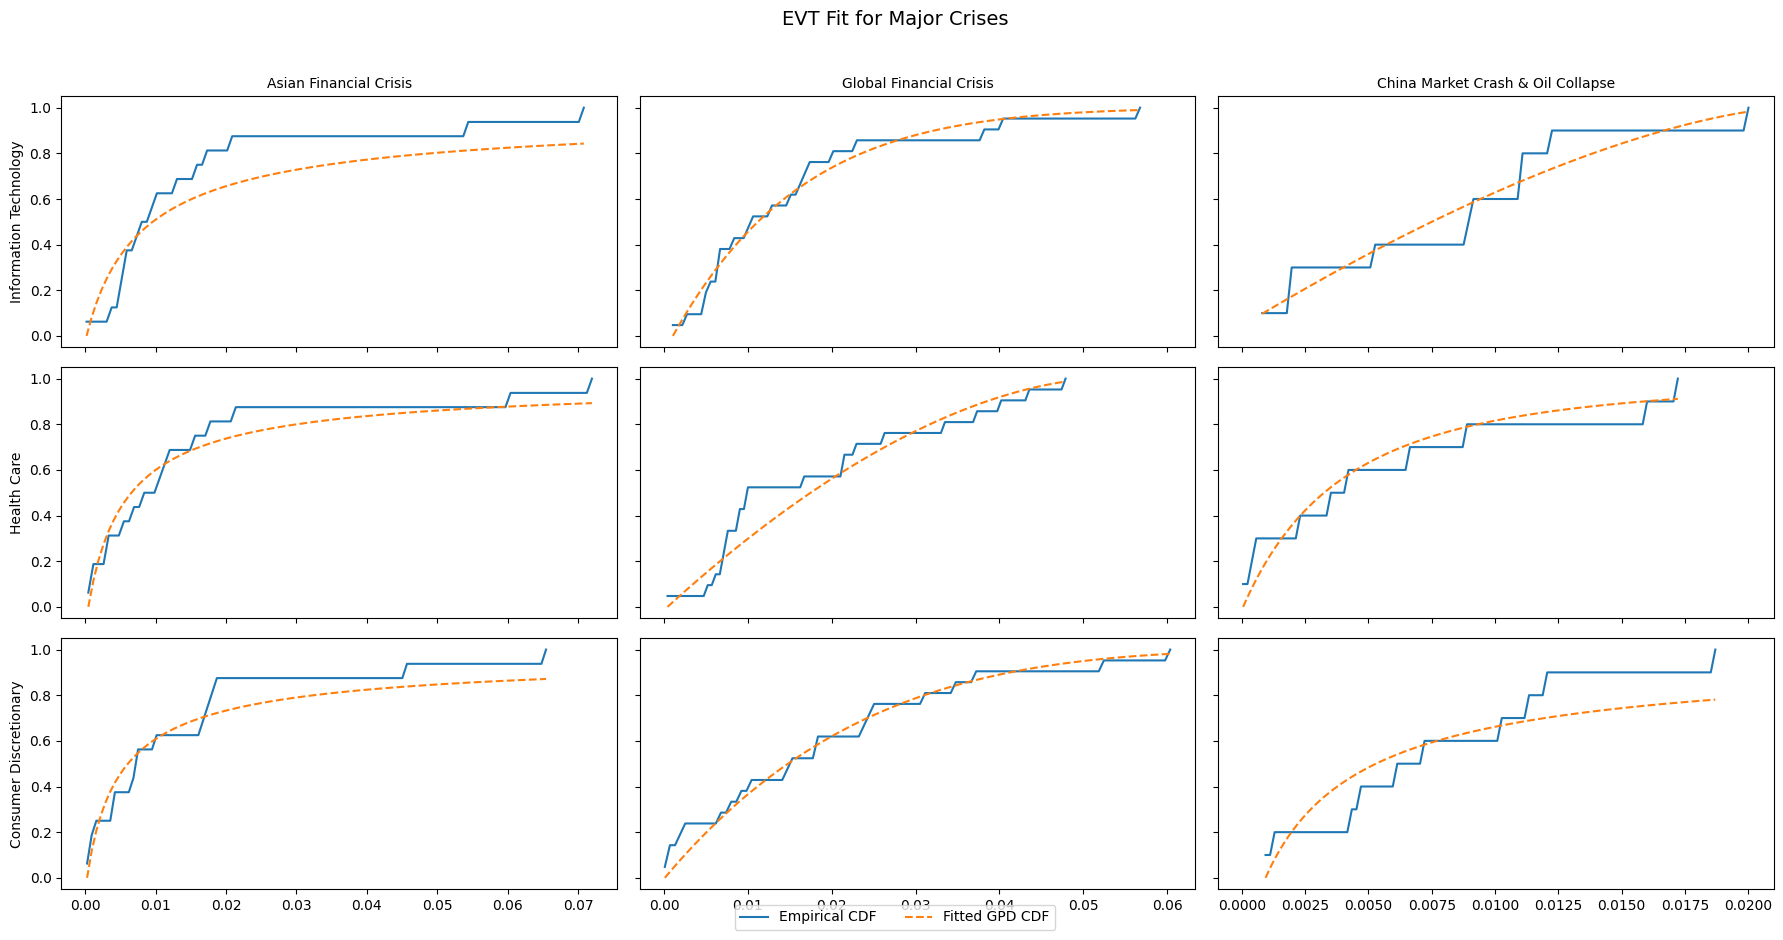 EVT Fit for Major Crises
Asian Financial Crisis
Global Financial Crisis
China Market Crash & Oil Collapse
Information Technology
1.0
0.8
0.6
0.4
0.2
0.0
Health Care
1.0
0.8
0.6
0.4
0.2
0.0
Consumer Discretionary
1.0
0.8
0.6
0.4
0.2
0.0
0.00 0.01 0.02 0.03 0.04 0.05 0.06 0.07
0.00 0.01 0.02 0.03 0.04 0.05 0.06
0.0000 0.0025 0.0050 0.0075 0.0100 0.0125 0.0150 0.0175 0.0200
Empirical CDF
Fitted GPD CDF